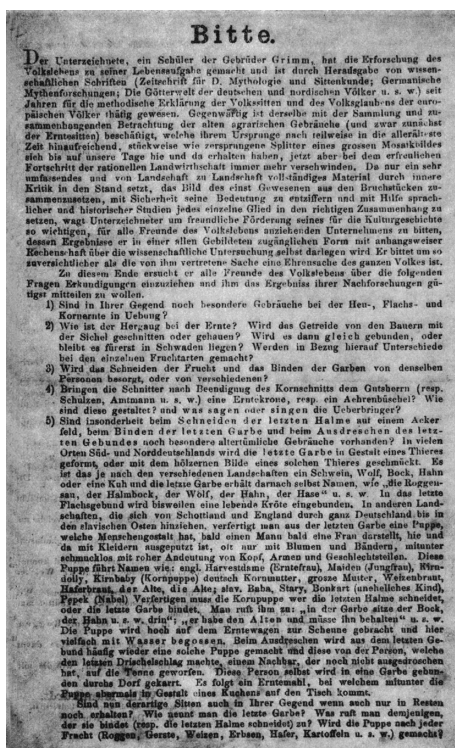 Bitte.
Der Unterzeichnete, ein Schüler der Gebrüder Grimm, hat die Erforschung des
Volkslebens zu seiner Lebensaufgabe gemacht und ist durch Herausgabe von wissen-
schaftlichen Schriften (Zeitschrift für D. Mythologie und Sittenkunde; Germanische
Mythenforschungen; Die Götterwelt der deutschen und nordischen Völker u. s. w.) seit
Jahren für die methodische Erklärung der Volkssitten und des Volksglaubens der euro-
päischen Völker thätig gewesen. Gegenwärtig ist derselbe mit der Sammlung und zu-
sammenhangenden Betrachtung der alten agrarischen Gebräuche (und zwar zunächst
der Erntesitten) beschäftigt, welche ihrem Ursprunge nach teilweise in die allerälteste
Zeit hinaufreichend, stückweise wie zersprungene Splitter eines grossen Mosaikbildes
sich bis auf unsere Tage hie und da erhalten haben, jetzt aber bei dem erfreulichen
Fortschritt der rationellen Landwirthschaft immer mehr verschwinden. Da nur ein sehr
umfassendes und von Landschaft zu Landschaft vollständiges Material durch innere
Kritik in den Stand setzt, das Bild des einst Gewesenen aus den Bruchstücken zu-
sammenzusetzen, mit Sicherheit seine Bedeutung zu entziffern und mit Hilfe sprach-
licher und historischer Studien jedes einzelne Glied in den richtigen Zusammenhang zu
setzen, wagt Unterzeichneter um freundliche Förderung seines für die Kulturgeschichte
so wichtigen, für alle Freunde des Volkslebens anziehenden Unternehmens zu bitten,
dessen Ergebnisse er in einer allen Gebildeten zugänglichen Form mit anhangsweiser
Rechenschaft über die wissenschaftliche Untersuchung selbst darlegen wird Er bittet um so
zuversichtlicher als die von ihm vertretene Sache eine Ehrensache des ganzen Volkes ist.
Zu diesem Ende ersucht er alle Freunde des Volkslebens über die folgenden
Fragen Erkundigungen einzuziehen und ihm das Ergebniss ihrer Nachforschungen gü-
tigst mitteilen zu wollen.
1) Sind in Ihrer Gegend noch besondere Gebräuche bei der Heu-, Flachs- und
Kornernte in Uebung?
2) Wie ist der Hergang bei der Ernte? Wird das Getreide von den Bauern mit
der Sichel geschnitten oder gehauen? Wird es dann gleich gebunden, oder
bleibt es fürerst in Schwaden liegen? Werden in Bezug hierauf Unterschiede
bei den einzelnen Fruchtarten gemacht?
3) Wird das Schneiden der Frucht und das Binden der Garben von denselben
Personen besorgt, oder von verschiedenen?
4) Bringen die Schnitter nach Beendigung des Kornschnitts dem Gutsherrn (resp.
Schulzen, Amtmann u. s. w.) eine Erntekrone, resp. ein Aehrenbüschel? Wie
sind diese gestaltet? und was sagen oder singen die Ueberbringer?
5) Sind insonderheit beim Schneiden der letzten Halme auf einem Acker
feld, beim Binden der letzten Garbe und beim Ausdreschen des letz-
ten Gebundes noch besondere altertümliche Gebräuche vorhanden? In vielen
Orten Süd- und Norddeutschlands wird die letzte Garbe in Gestalt eines Thieres
geformt, oder mit dem hölzernen Bilde eines solchen Thieres geschmückt. Es
ist das je nach den verschiedenen Landschaften ein Schwein, Wolf, Bock, Hahn
oder eine Kuh und die letzte Garbe erhält darnach selbst Namen, wie „die Roggen-
sau, der Halmbock, der Wolf, der Hahn, der Hase“ u. s. w. In das letzte
Flachsgebund wird bisweilen eine lebende Kröte eingebunden. In anderen Land-
schaften, die sich von Schottland und England durch ganz Deutschland bis in
den slavischen Osten hinziehen, verfertigt man aus der letzten Garbe eine Puppe,
welche Menschengestalt hat, bald einen Mann bald eine Frau darstellt, hie und
da mit Kleidern ausgeputzt ist, oft nur mit Blumen und Bändern, mitunter
schmucklos mit roher Andeutung von Kopf, Armen und Geschlechtsteilen. Diese
Puppe führt Namen wie: engl. Harvestdame (Erntefrau), Maiden (Jungfrau), Kirn-
dolly, Kirnbaby (Kornpuppe) deutsch Kornmutter, grosse Mutter, Weizenbraut,
Haferbraut, der Alte, die Alte; slav. Baba, Stary, Bonkart (uneheliches Kind),
Pepek (Nabel) Verfertigen muss die Kornpuppe wer die letzten Halme schneidet,
oder die letzte Garbe bindet. Man ruft ihm zu: „in der Garbe sitze der Bock,
der Hahn u. s. w. drin“; „er habe den Alten und müsse ihn behalten“ u. s. w.
Die Puppe wird hoch auf dem Erntewagen zur Scheune gebracht und hier
vielfach mit Wasser begossen. Beim Ausdreschen wird aus dem letzten Ge-
bund häufig wieder eine solche Puppe gemacht und diese von der Person, welche
den letzten Drischelschlag machte, einem Nachbar, der noch nicht ausgedroschen
hat, auf die Tenne geworfen. Diese Person selbst wird in eine Garbe gebun-
den durchs Dorf gekarrt. Es folgt ein Erntemahl, bei welchem mitunter die
Puppe abermals in Gestalt eines Kuchens auf den Tisch kommt.
Sind nun derartige Sitten auch in Ihrer Gegend wenn auch nur in Resten
noch erhalten? Wie nennt man die letzte Garbe? Was ruft man demjenigen,
der sie bindet (resp. die letzten Halme schneidet) zu? Wird die Puppe nach jeder
Frucht (Roggen, Gerste, Weizen, Erbsen, Hafer, Kartoffeln u. s. w.) gemacht?